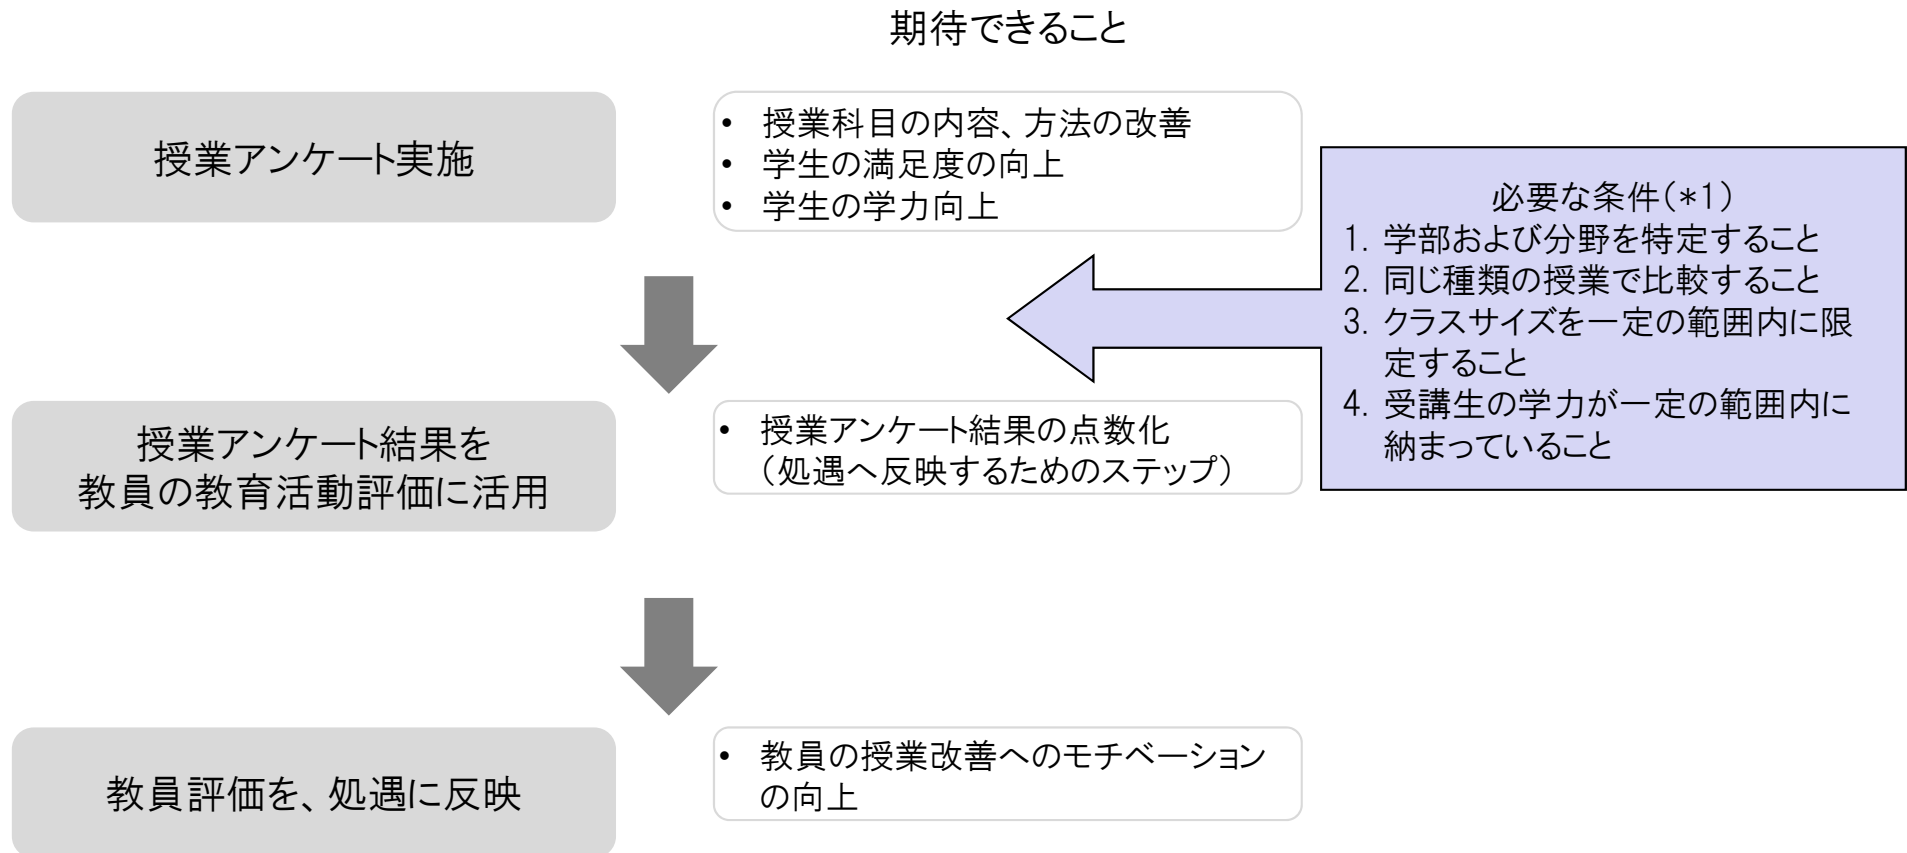 期待できること
授業アンケート実施
• 授業科目の内容、方法の改善
• 学生の満足度の向上
• 学生の学力向上
必要な条件(*1)
1. 学部および分野を特定すること
2. 同じ種類の授業で比較すること
3. クラスサイズを一定の範囲内に限
定すること
4. 受講生の学力が一定の範囲内に
納まっていること
授業アンケート結果を
教員の教育活動評価に活用
• 授業アンケート結果の点数化
(処遇へ反映するためのステップ)
教員評価を、処遇に反映
• 教員の授業改善へのモチベーション
の向上